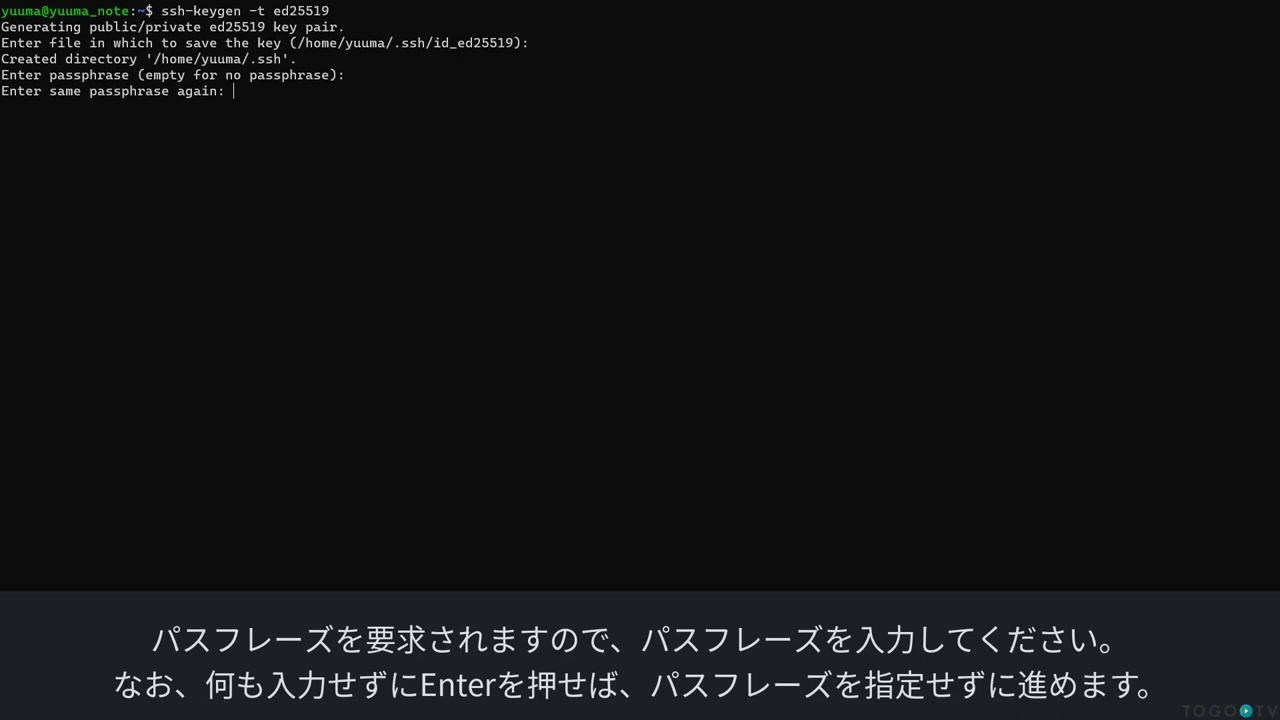 yuuma@yuuma_note:~$ ssh-keygen -t ed25519
Generating public/private ed25519 key pair.
Enter file in which to save the key (/home/yuuma/.ssh/id_ed25519):
Created directory '/home/yuuma/.ssh'.
Enter passphrase (empty for no passphrase):
Enter same passphrase again:
パスフレーズを要求されますので、パスフレーズを入力してください。
なお、何も入力せずにEnterを押せば、パスフレーズを指定せずに進めます。
TOGO TV